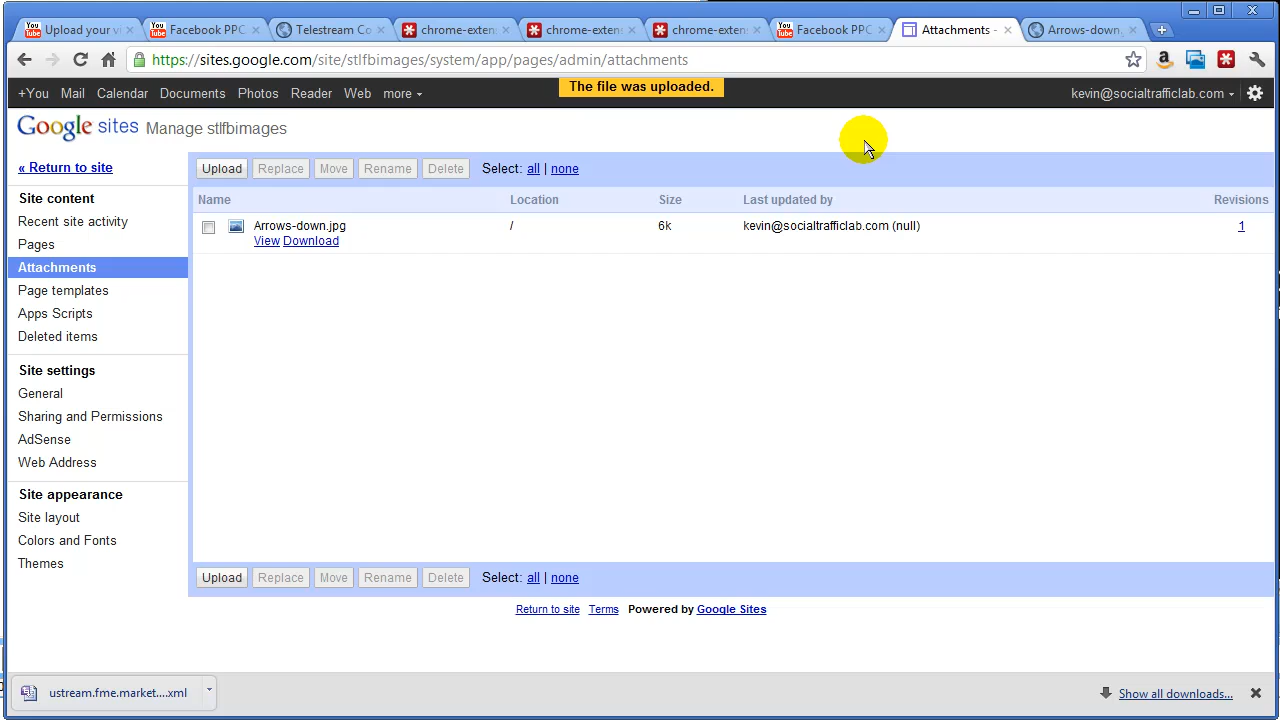 Upload your vi
Facebook PPC
Telestream Co
chrome-exten
chrome-exten
chrome-exten
Facebook PPC
Attachments -
Arrows-down.
https://sites.google.com/site/stlfbimages/system/app/pages/admin/attachments
The file was uploaded.
+You Mail Calendar Documents Photos Reader Web more
kevin@socialtrafficlab.com
Google sites Manage stlfbimages
« Return to site
Upload Replace Move Rename Delete Select: all | none
Site content
Recent site activity
Pages
Attachments
Page templates
Apps Scripts
Deleted items
Site settings
General
Sharing and Permissions
AdSense
Web Address
Site appearance
Site layout
Colors and Fonts
Themes
Name Location Size Last updated by Revisions
Arrows-down.jpg / 6k kevin@socialtrafficlab.com (null) 1
View Download
Upload Replace Move Rename Delete Select: all | none
Return to site Terms Powered by Google Sites
ustream.fme.market....xml
Show all downloads...